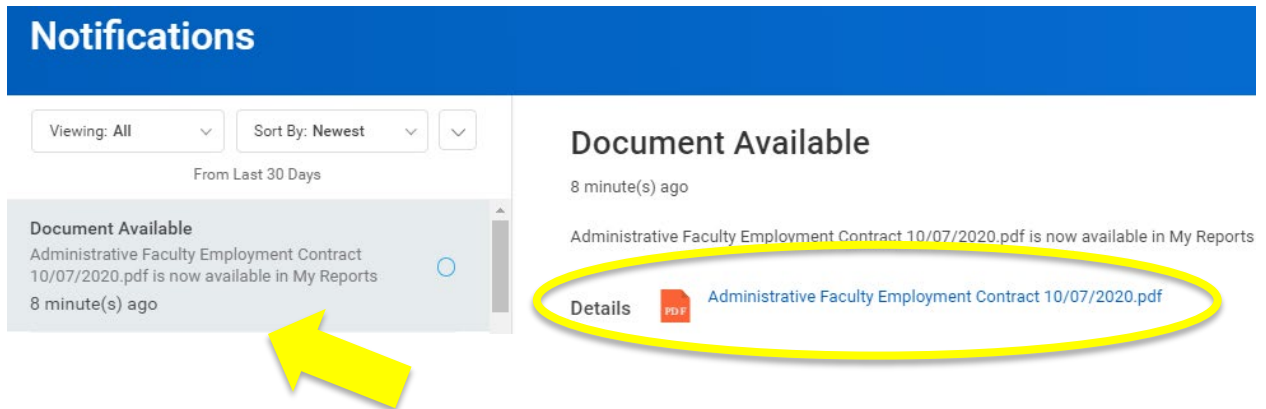 Notifications
Viewing: All
Sort By: Newest
From Last 30 Days
Document Available
Administrative Faculty Employment Contract
10/07/2020.pdf is now available in My Reports
8 minute(s) ago
Document Available
8 minute(s) ago
Administrative Faculty Employment Contract 10/07/2020.pdf is now available in My Reports
Details PDF Administrative Faculty Employment Contract 10/07/2020.pdf